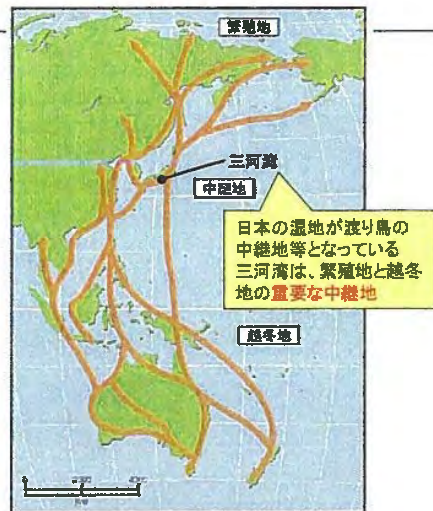 繁殖地
三河湾
中継地
日本の湿地が渡り鳥の
中継地等となっている
三河湾は、繁殖地と越冬
地の重要な中継地
越冬地